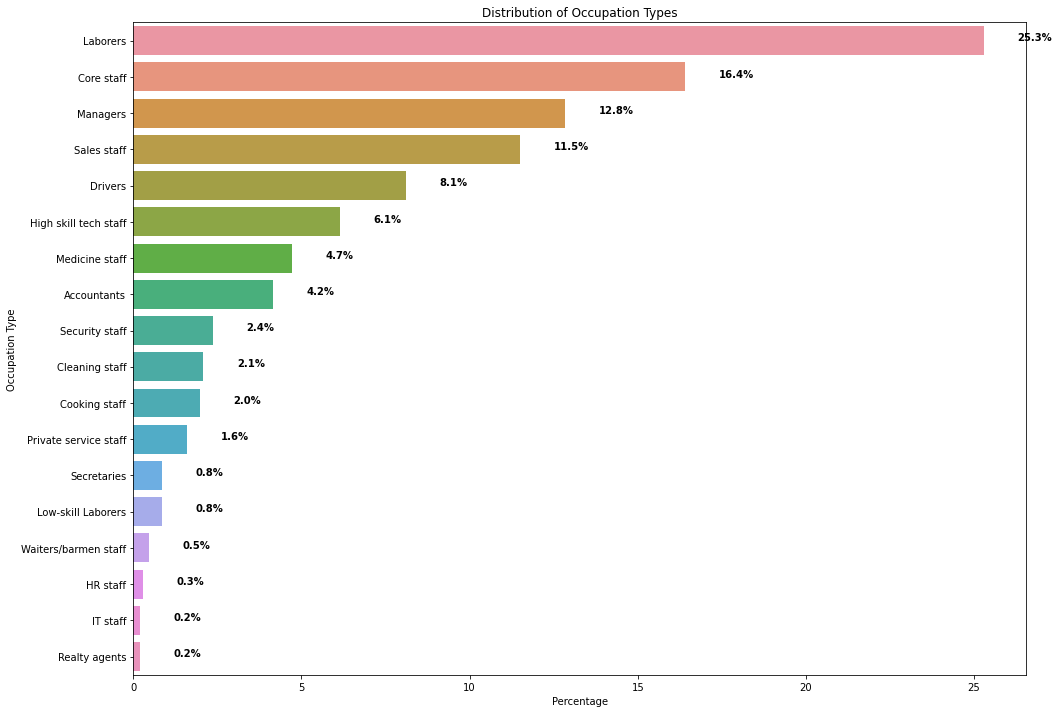 Distribution of Occupation Types
Occupation Type
Laborers 25.3%
Core staff 16.4%
Managers 12.8%
Sales staff 11.5%
Drivers 8.1%
High skill tech staff 6.1%
Medicine staff 4.7%
Accountants 4.2%
Security staff 2.4%
Cleaning staff 2.1%
Cooking staff 2.0%
Private service staff 1.6%
Secretaries 0.8%
Low-skill Laborers 0.8%
Waiters/barmen staff 0.5%
HR staff 0.3%
IT staff 0.2%
Realty agents 0.2%
0 5 10 15 20 25
Percentage